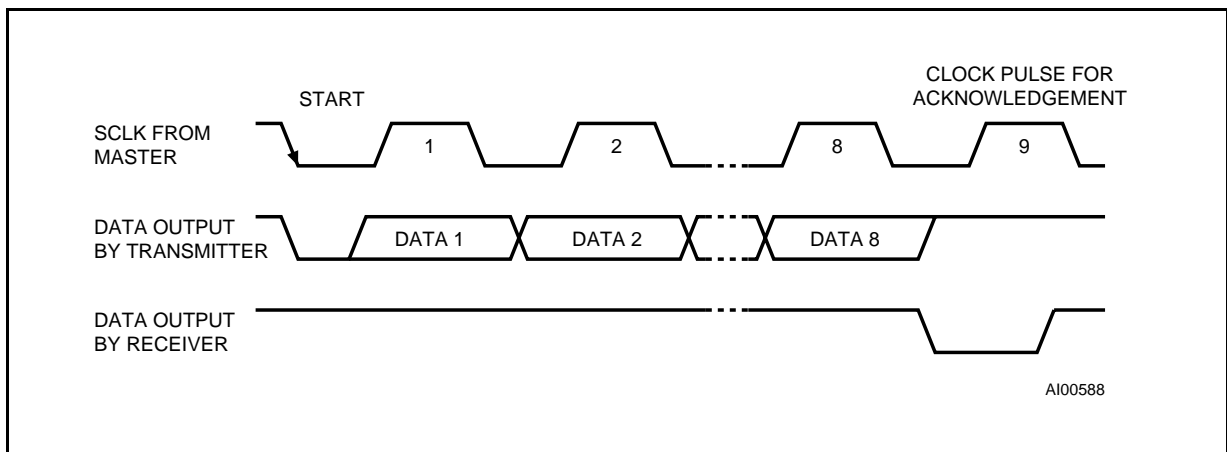 START
CLOCK PULSE FOR
ACKNOWLEDGEMENT
SCLK FROM
MASTER
1
2
8
9
DATA OUTPUT
BY TRANSMITTER
DATA 1
DATA 2
DATA 8
DATA OUTPUT
BY RECEIVER
AI00588